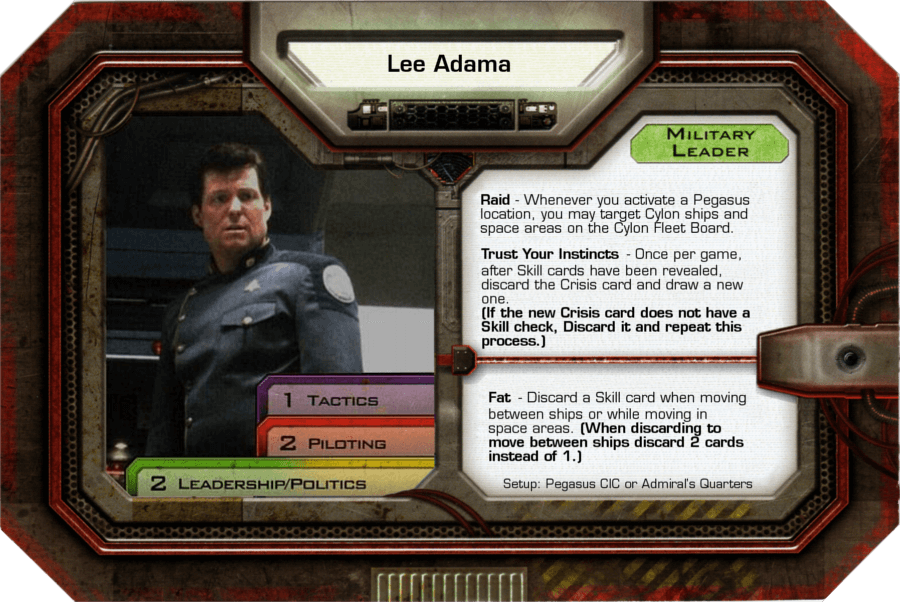 Lee Adama
Military
Leader
Raid - Whenever you activate a Pegasus
location, you may target Cylon ships and
space areas on the Cylon Fleet Board.
Trust Your Instincts - Once per game,
after Skill cards have been revealed,
discard the Crisis card and draw a new
one.
(If the new Crisis card does not have a
Skill check, Discard it and repeat this
process.)
1 Tactics
2 Piloting
2 Leadership/Politics
Fat - Discard a Skill card when moving
between ships or while moving in
space areas. (When discarding to
move between ships discard 2 cards
instead of 1.)
Setup: Pegasus CIC or Admiral's Quarters